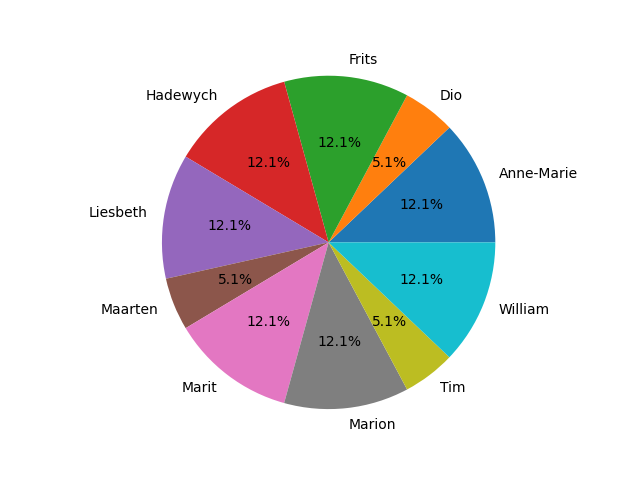 Frits
Hadewych
Dio
12.1%
12.1%
5.1%
Anne-Marie
12.1%
Liesbeth
12.1%
5.1%
12.1%
Maarten
William
12.1%
5.1%
12.1%
Marit
Tim
Marion